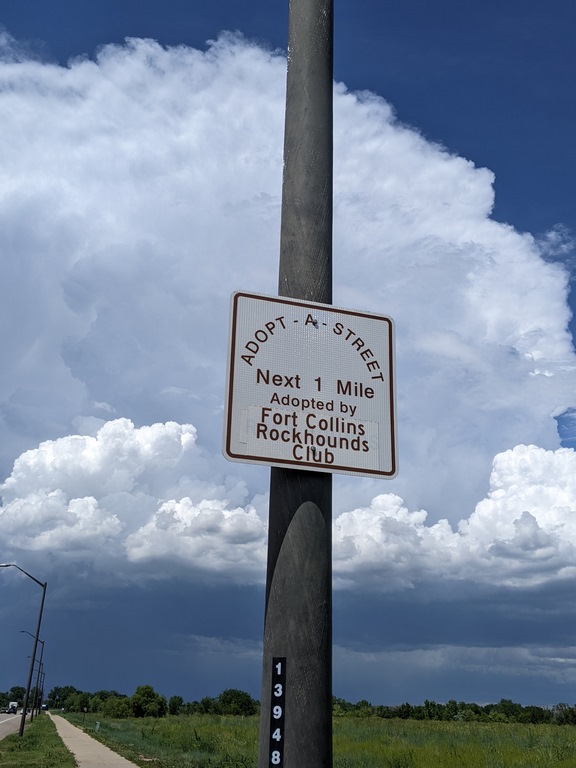 ADOPT-A-STREET
Next 1 Mile
Adopted by
Fort Collins
Rockhounds
Club
13948